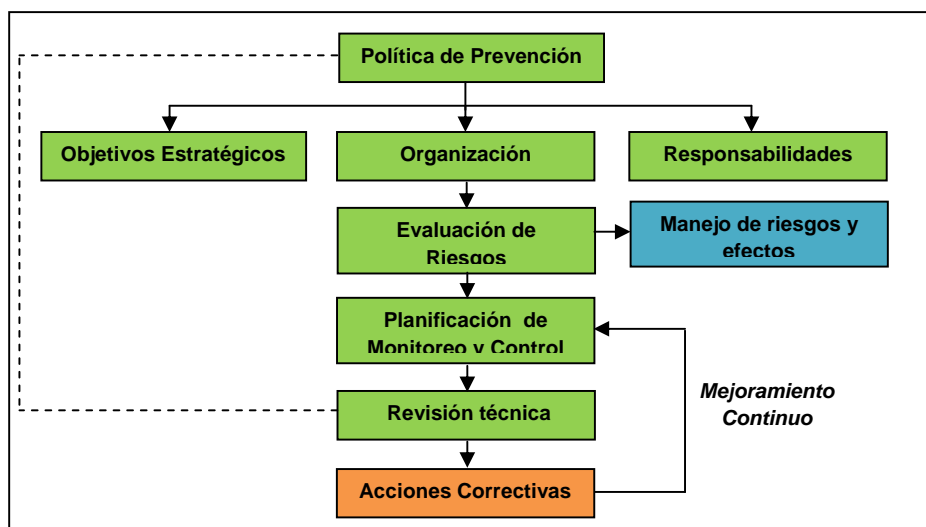 Política de Prevención
Objetivos Estratégicos
Organización
Responsabilidades
Evaluación de
Riesgos
Manejo de riesgos y
efectos
Planificación de
Monitoreo y Control
Revisión técnica
Mejoramiento
Continuo
Acciones Correctivas